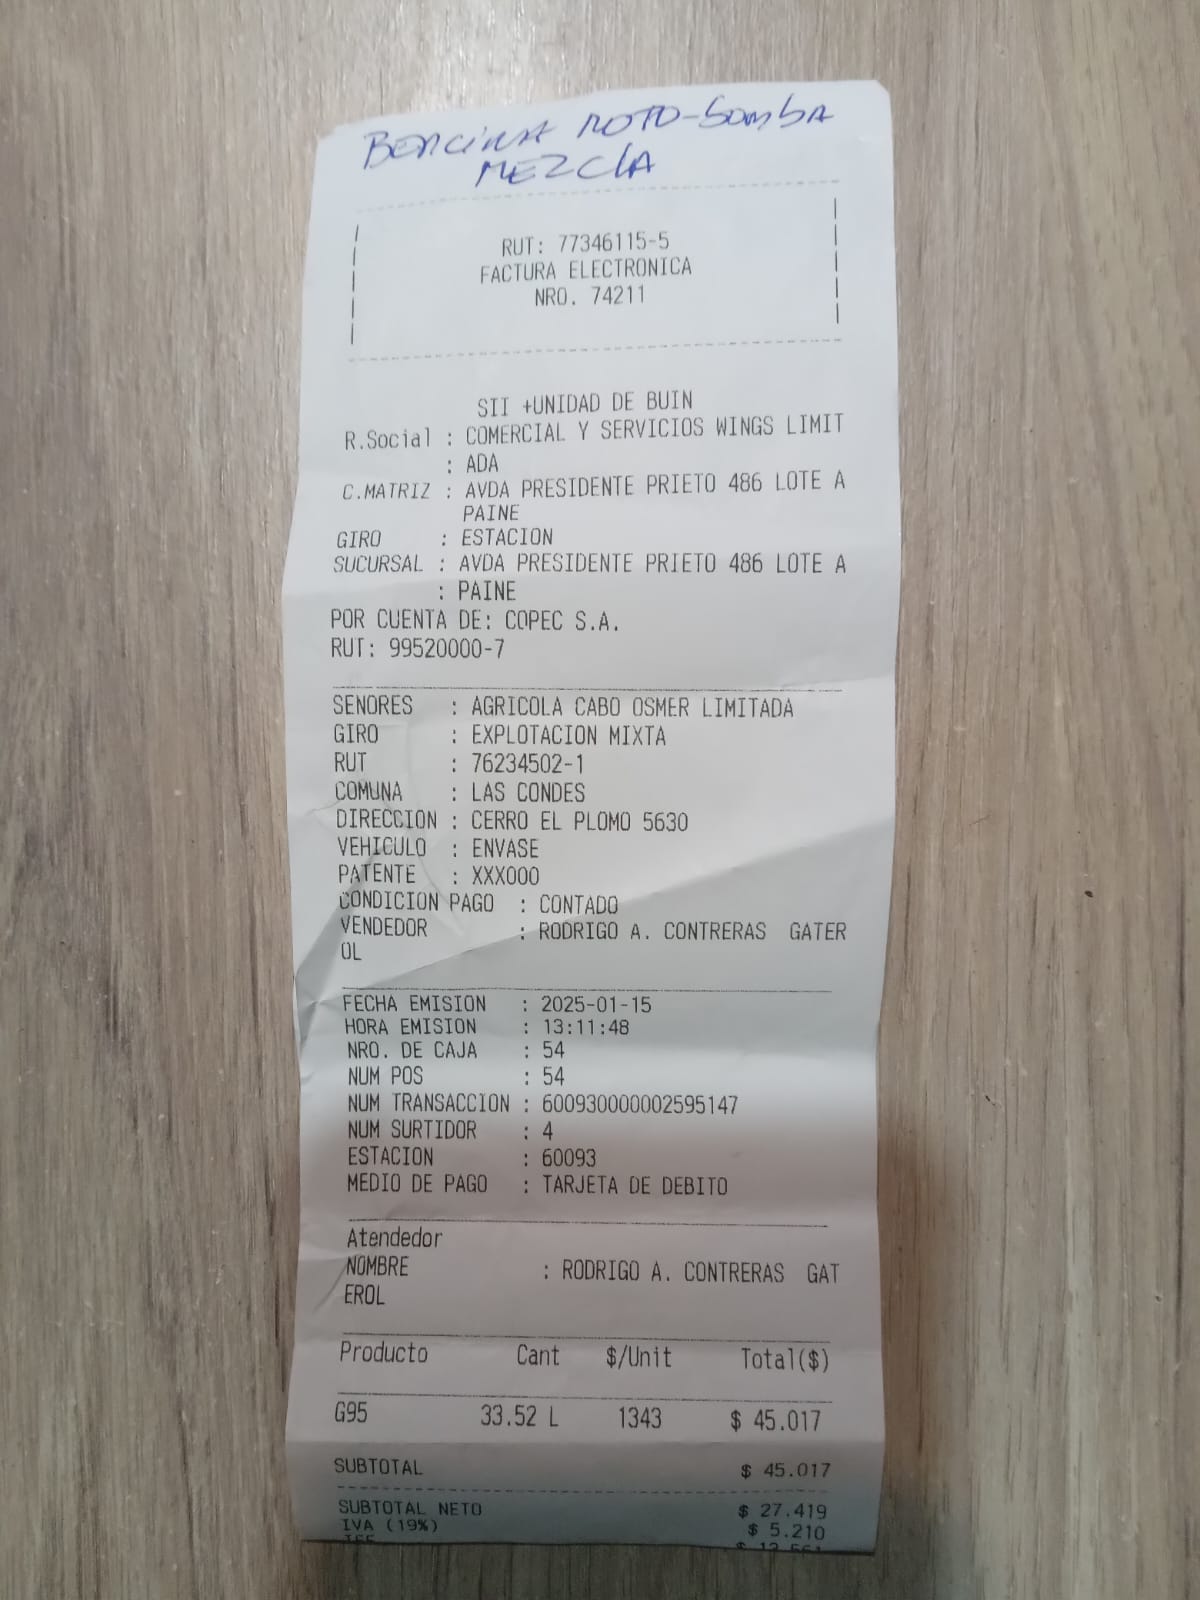 BENCINA MOTO-BOMBA
MEZCLA
RUT: 77346115-5
FACTURA ELECTRONICA
NRO. 74211
SII +UNIDAD DE BUIN
R.Social : COMERCIAL Y SERVICIOS WINGS LIMIT
: ADA
C.MATRIZ : AVDA PRESIDENTE PRIETO 486 LOTE A
PAINE
GIRO : ESTACION
SUCURSAL : AVDA PRESIDENTE PRIETO 486 LOTE A
: PAINE
POR CUENTA DE: COPEC S.A.
RUT: 99520000-7
SENORES : AGRICOLA CABO OSMER LIMITADA
GIRO : EXPLOTACION MIXTA
RUT : 76234502-1
COMUNA : LAS CONDES
DIRECCION : CERRO EL PLOMO 5630
VEHICULO : ENVASE
PATENTE : XXX000
CONDICION PAGO : CONTADO
VENDEDOR : RODRIGO A. CONTRERAS GATER
OL
FECHA EMISION : 2025-01-15
HORA EMISION : 13:11:48
NRO. DE CAJA : 54
NUM POS : 54
NUM TRANSACCION : 600930000002595147
NUM SURTIDOR : 4
ESTACION : 60093
MEDIO DE PAGO : TARJETA DE DEBITO
Atendedor
NOMBRE : RODRIGO A. CONTRERAS GAT
EROL
Producto Cant $/Unit Total($)
G95 33.52 L 1343 $ 45.017
SUBTOTAL $ 45.017
SUBTOTAL NETO $ 27.419
IVA (19%) $ 5.210